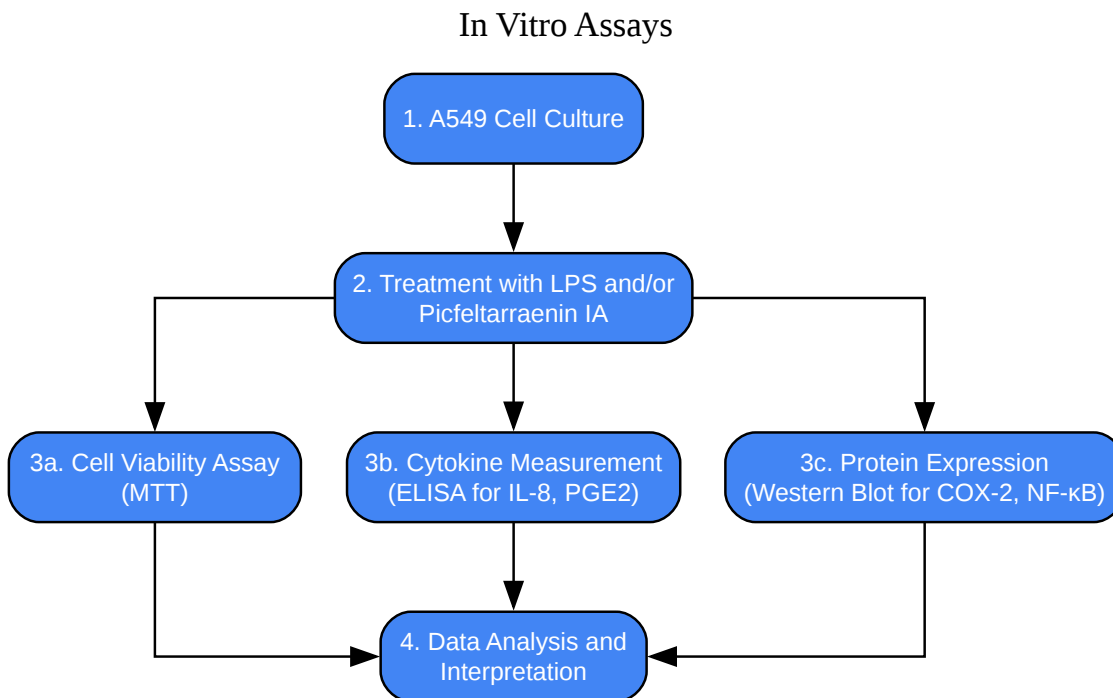 In Vitro Assays
1. A549 Cell Culture
2. Treatment with LPS and/or
Picfeltarraenin IA
3a. Cell Viability Assay
(MTT)
3b. Cytokine Measurement
(ELISA for IL-8, PGE2)
3c. Protein Expression
(Western Blot for COX-2, NF-κB)
4. Data Analysis and
Interpretation